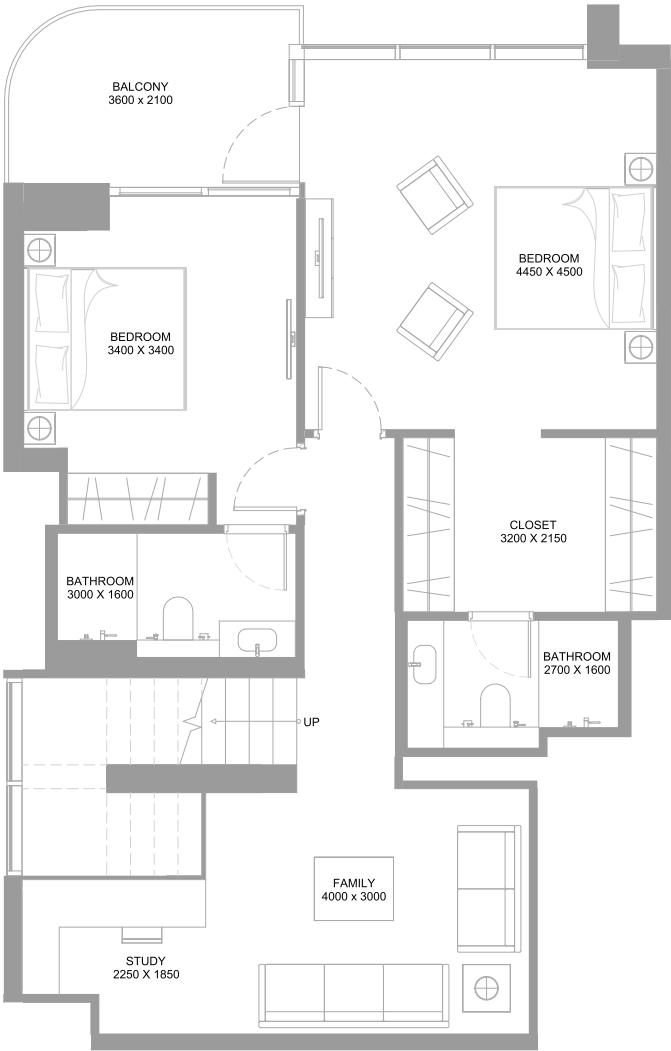 BALCONY
3600 x 2100
BEDROOM
4450 X 4500
BEDROOM
3400 X 3400
CLOSET
3200 X 2150
BATHROOM
3000 X 1600
BATHROOM
2700 X 1600
UP
FAMILY
4000 x 3000
STUDY
2250 X 1850